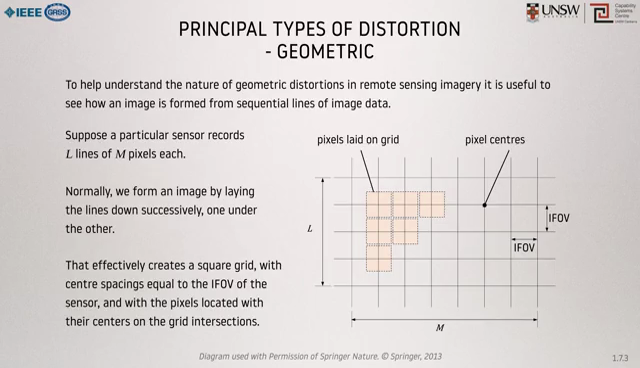 IEEE GRSS
UNSW
AUSTRALIA
Capability
Systems
Centre
UNSW Canberra
PRINCIPAL TYPES OF DISTORTION
- GEOMETRIC
To help understand the nature of geometric distortions in remote sensing imagery it is useful to
see how an image is formed from sequential lines of image data.
Suppose a particular sensor records
L lines of M pixels each.
Normally, we form an image by laying
the lines down successively, one under
the other.
That effectively creates a square grid, with
centre spacings equal to the IFOV of the
sensor, and with the pixels located with
their centers on the grid intersections.
pixels laid on grid
pixel centres
L
IFOV
IFOV
M
Diagram used with Permission of Springer Nature. © Springer, 2013
1.7.3